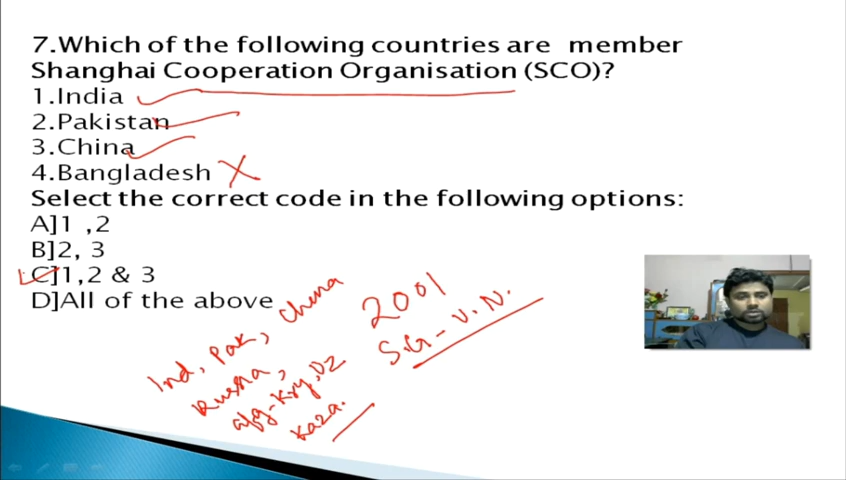 7.Which of the following countries are member
Shanghai Cooperation Organisation (SCO)?
1.India
2.Pakistan
3.China
4.Bangladesh
Select the correct code in the following options:
A]1 ,2
B]2, 3
C]1,2 & 3
D]All of the above
2001
S.G - U.N.
Ind, Pak, China
Russia,
afg-Kry, Uz
Kaza.